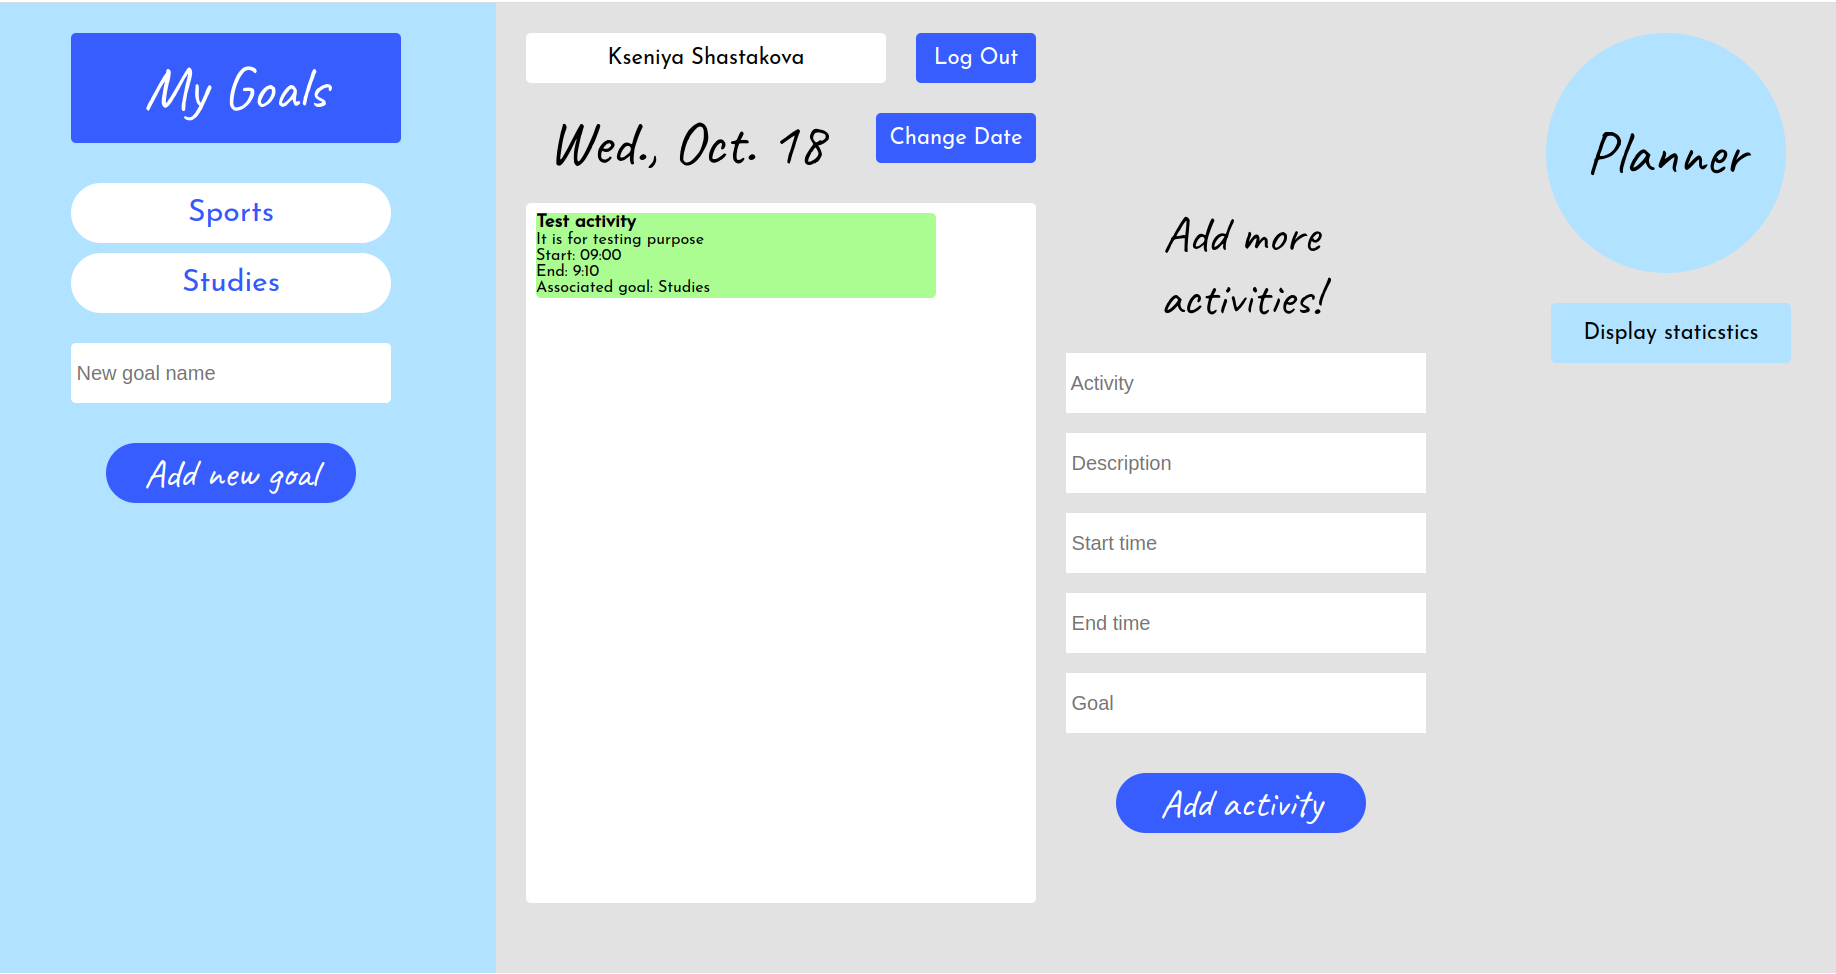 My Goals
Sports
Studies
New goal name
Add new goal
Kseniya Shastakova
Log Out
Wed., Oct. 18
Change Date
Test activity
It is for testing purpose
Start: 09:00
End: 9:10
Associated goal: Studies
Add more
activities!
Activity
Description
Start time
End time
Goal
Add activity
Planner
Display staticstics